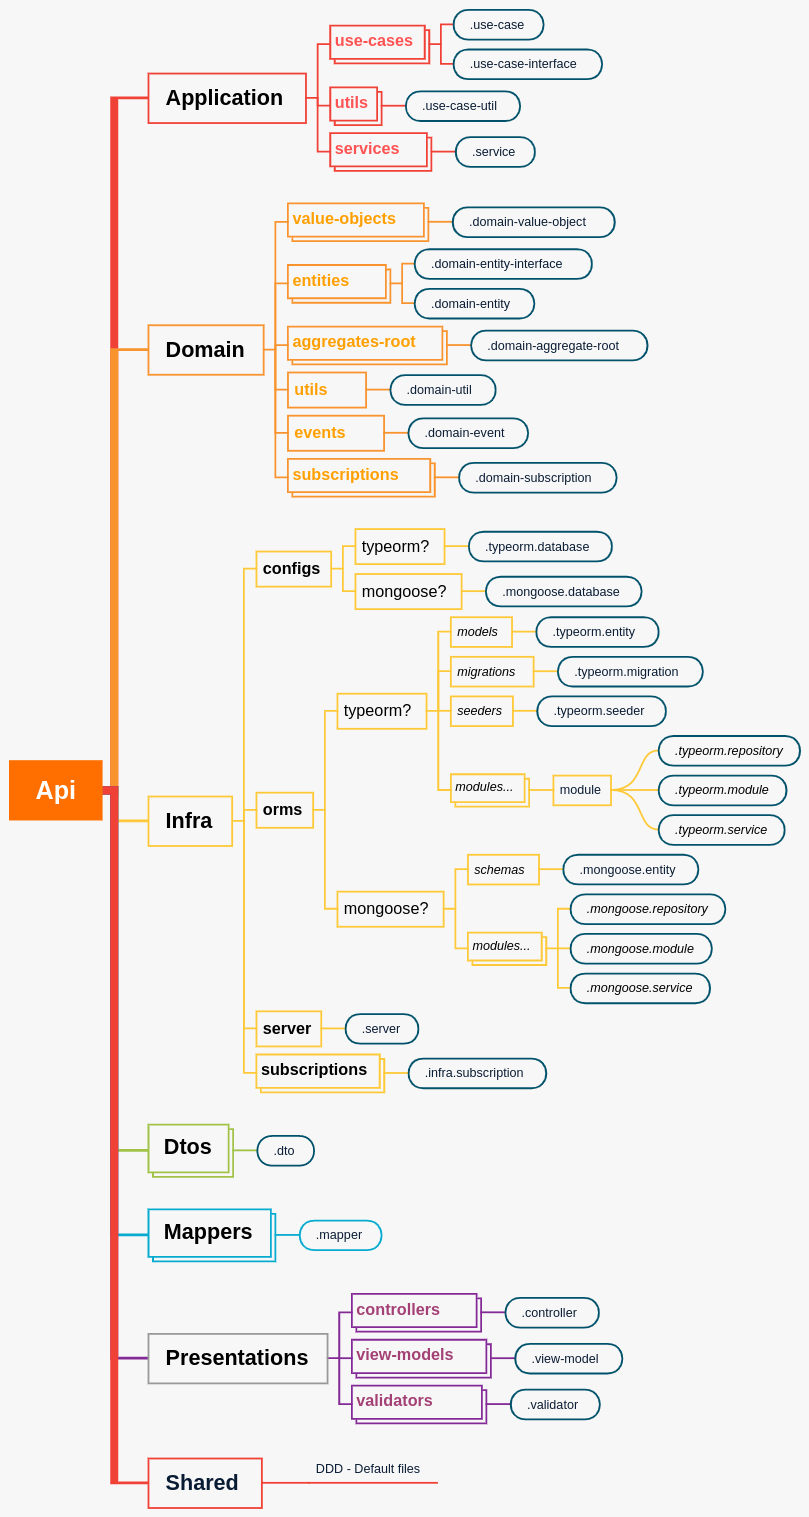 Api
Application
use-cases
.use-case
.use-case-interface
utils
.use-case-util
services
.service
Domain
value-objects
.domain-value-object
entities
.domain-entity-interface
.domain-entity
aggregates-root
.domain-aggregate-root
utils
.domain-util
events
.domain-event
subscriptions
.domain-subscription
Infra
configs
typeorm?
.typeorm.database
mongoose?
.mongoose.database
orms
typeorm?
models
.typeorm.entity
migrations
.typeorm.migration
seeders
.typeorm.seeder
modules...
module
.typeorm.repository
.typeorm.module
.typeorm.service
mongoose?
schemas
.mongoose.entity
modules...
.mongoose.repository
.mongoose.module
.mongoose.service
server
.server
subscriptions
.infra.subscription
Dtos
.dto
Mappers
.mapper
Presentations
controllers
.controller
view-models
.view-model
validators
.validator
Shared
DDD - Default files